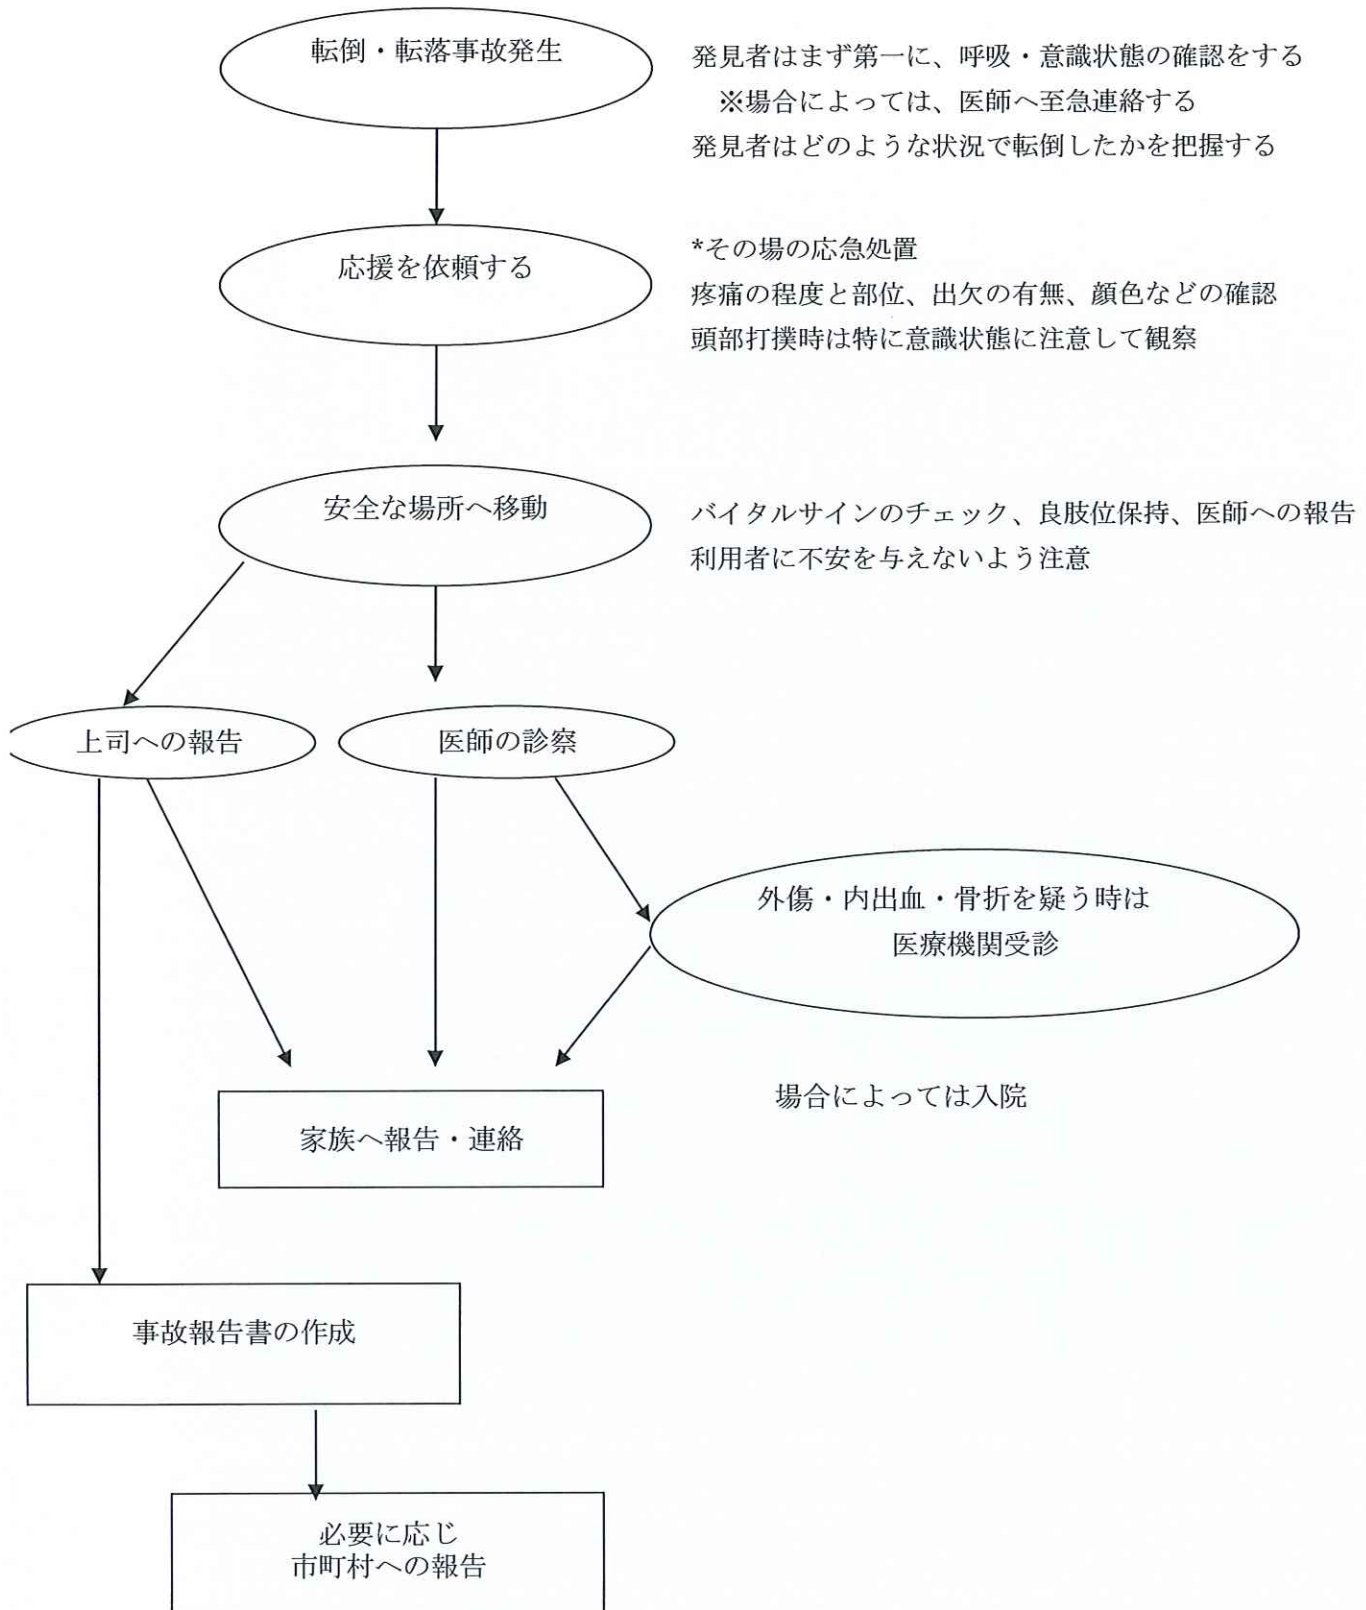 転倒・転落事故発生
発見者はまず第一に、呼吸・意識状態の確認をする
※場合によっては、医師へ至急連絡する
発見者はどのような状況で転倒したかを把握する
応援を依頼する
*その場の応急処置
疼痛の程度と部位、出欠の有無、顔色などの確認
頭部打撲時は特に意識状態に注意して観察
安全な場所へ移動
バイタルサインのチェック、良肢位保持、医師への報告
利用者に不安を与えないよう注意
上司への報告
医師の診察
外傷・内出血・骨折を疑う時は
医療機関受診
場合によっては入院
家族へ報告・連絡
事故報告書の作成
必要に応じ
市町村への報告